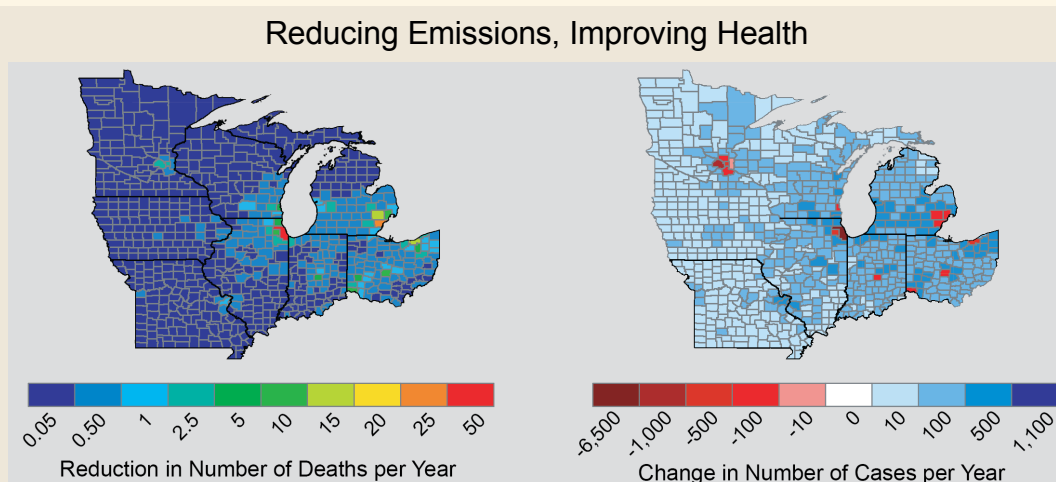 Reducing Emissions, Improving Health
0.05 0.50 1 2.5 5 10 15 20 25 50
Reduction in Number of Deaths per Year
-6,500 -1,000 -500 -100 -10 0 10 100 500 1,100
Change in Number of Cases per Year